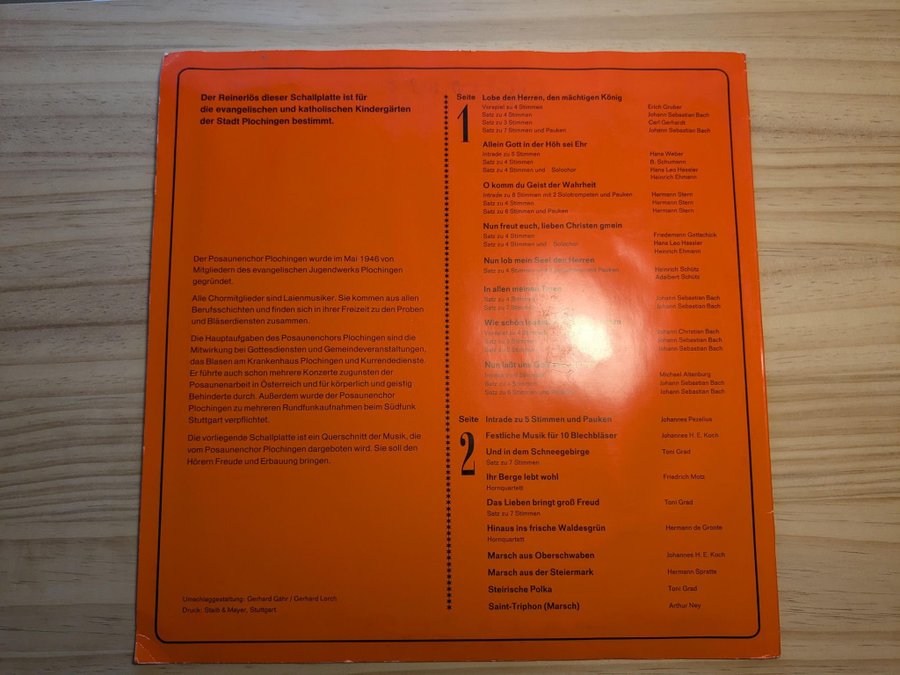 Der Reinerlös dieser Schallplatte ist für
die evangelischen und katholischen Kindergärten
der Stadt Plochingen bestimmt.
Der Posaunenchor Plochingen wurde im Mai 1946 von
Mitgliedern des evangelischen Jugendwerks Plochingen
gegründet.
Alle Chormitglieder sind Laienmusiker. Sie kommen aus allen
Berufsschichten und finden sich in ihrer Freizeit zu den Proben
und Bläserdiensten zusammen.
Die Hauptaufgaben des Posaunenchors Plochingen sind die
Mitwirkung bei Gottesdiensten und Gemeindeveranstaltungen,
das Blasen am Krankenhaus Plochingen und Kurrendedienste.
Er führte auch schon mehrere Konzerte zugunsten der
Posaunenarbeit in Österreich und für körperlich und geistig
Behinderte durch. Außerdem wurde der Posaunenchor
Plochingen zu mehreren Rundfunkaufnahmen beim Südfunk
Stuttgart verpflichtet.
Die vorliegende Schallplatte ist ein Querschnitt der Musik, die
vom Posaunenchor Plochingen dargeboten wird. Sie soll den
Hörern Freude und Erbauung bringen.
Umschlaggestaltung: Gerhard Gähr / Gerhard Lorch
Druck: Staib & Mayer, Stuttgart
Seite 1
Lobe den Herren, den mächtigen König
Vorspiel zu 4 Stimmen Erich Gruber
Satz zu 4 Stimmen Johann Sebastian Bach
Satz zu 3 Stimmen Carl Gerhardt
Satz zu 7 Stimmen und Pauken Johann Sebastian Bach
Allein Gott in der Höh sei Ehr
Intrade zu 5 Stimmen Hans Weber
Satz zu 4 Stimmen B. Schumann
Satz zu 4 Stimmen und Solochor Hans Leo Hassler
Heinrich Ehmann
O komm du Geist der Wahrheit
Intrade zu 8 Stimmen mit 2 Solotrompeten und Pauken Hermann Stern
Satz zu 4 Stimmen Hermann Stern
Satz zu 6 Stimmen und Pauken Hermann Stern
Nun freut euch, lieben Christen gmein
Satz zu 4 Stimmen Friedemann Gottschick
Satz zu 4 Stimmen und Solochor Hans Leo Hassler
Heinrich Ehmann
Nun lob mein Seel den Herren
Satz zu 4 Stimmen Pauken Heinrich Schütz
Adalbert Schütz
In allen meinen Taten
Satz zu 4 Johann Sebastian Bach
Satz zu 7 Johann Sebastian Bach
Wie schön
Johann Christian Bach
Johann Sebastian Bach
Johann Sebastian Bach
Nun laßt uns Gott
Michael Altenburg
Johann Sebastian Bach
Satz zu 6 Stimmen Johann Sebastian Bach
Seite 2
Intrade zu 5 Stimmen und Pauken Johannes Pezelius
Festliche Musik für 10 Blechbläser Johannes H. E. Koch
Und in dem Schneegebirge Toni Grad
Satz zu 7 Stimmen
Ihr Berge lebt wohl Friedrich Motz
Hornquartett
Das Lieben bringt groß Freud Toni Grad
Satz zu 7 Stimmen
Hinaus ins frische Waldesgrün Hermann de Groote
Hornquartett
Marsch aus Oberschwaben Johannes H. E. Koch
Marsch aus der Steiermark Hermann Spratte
Steirische Polka Toni Grad
Saint-Triphon (Marsch) Arthur Ney